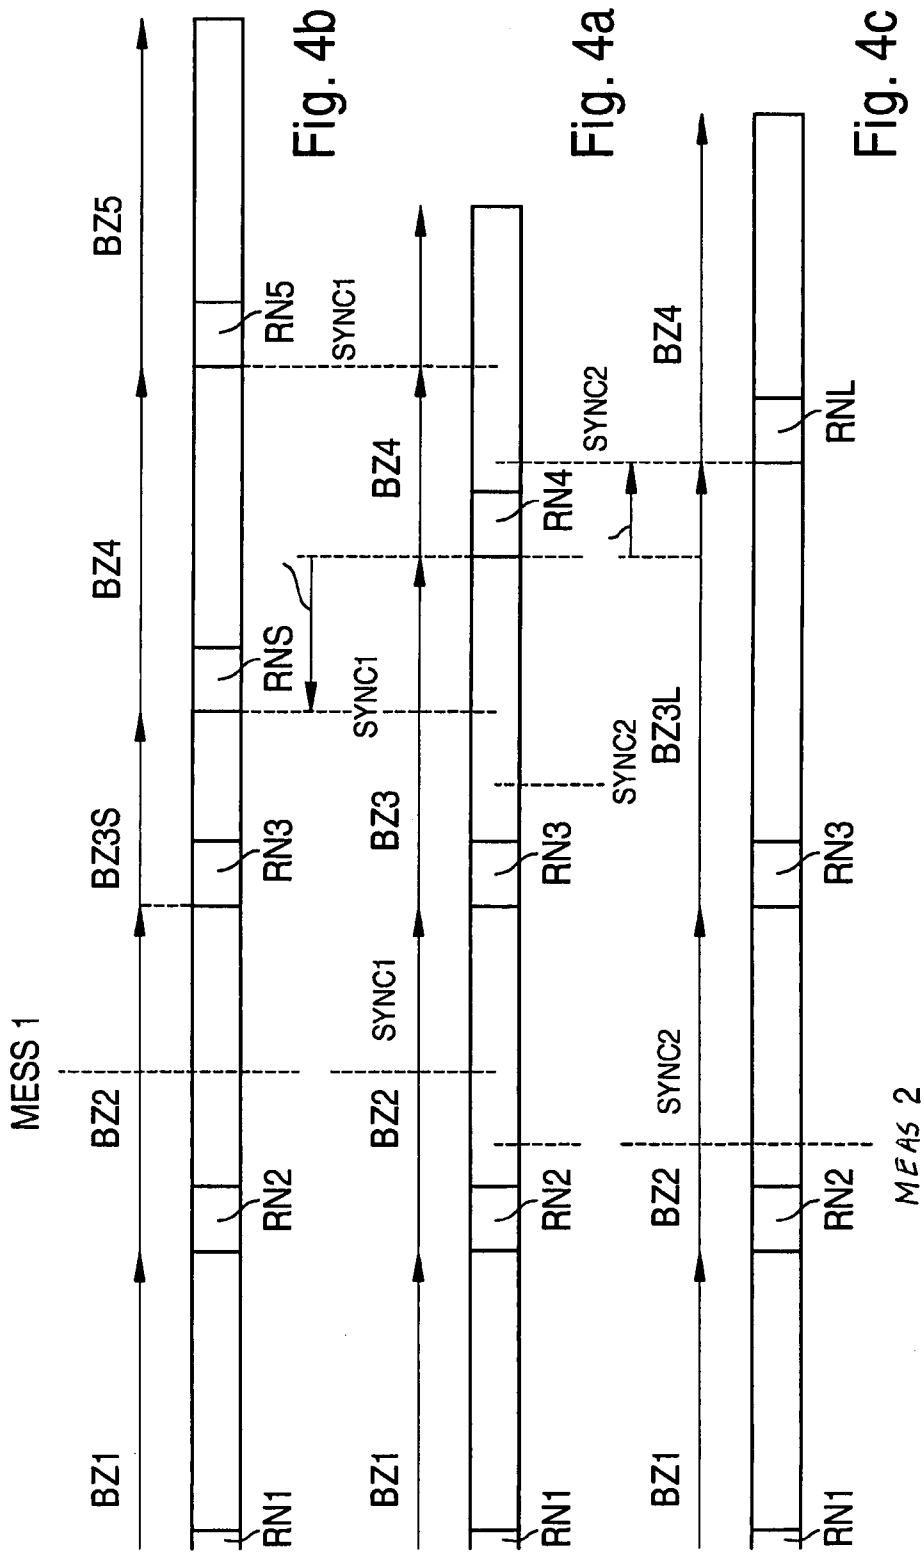 MESS 1
BZ1
BZ2
BZ3S
BZ4
BZ5
RN1
RN2
RN3
RNS
RN5
Fig. 4b
SYNC1
SYNC1
SYNC1
BZ1
BZ2
BZ3
BZ4
RN1
RN2
RN3
RN4
Fig. 4a
SYNC2
SYNC2
SYNC2
BZ1
BZ2
BZ3L
BZ4
RN1
RN2
RN3
RNL
Fig. 4c
MEAS 2